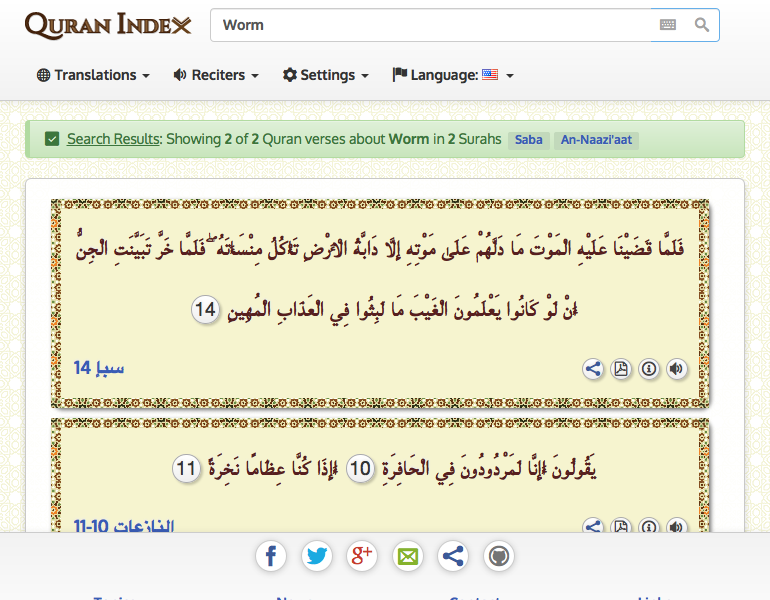 QURAN INDEX
Worm
Translations
Reciters
Settings
Language:
Search Results: Showing 2 of 2 Quran verses about Worm in 2 Surahs Saba An-Naazi'aat
فَلَمَّا قَضَيْنَا عَلَيْهِ الْمَوْتَ مَا دَلَّهُمْ عَلَىٰ مَوْتِهِ إِلَّا دَابَّةُ الْأَرْضِ تَأْكُلُ مِنْسَأَتَهُ ۖ فَلَمَّا خَرَّ تَبَيَّنَتِ الْجِنُّ
أَنْ لَوْ كَانُوا يَعْلَمُونَ الْغَيْبَ مَا لَبِثُوا فِي الْعَذَابِ الْمُهِينِ 14
سبإ 14
يَقُولُونَ أَإِنَّا لَمَرْدُودُونَ فِي الْحَافِرَةِ 10 أَإِذَا كُنَّا عِظَامًا نَخِرَةً 11
النازعات 10-11
f
g+